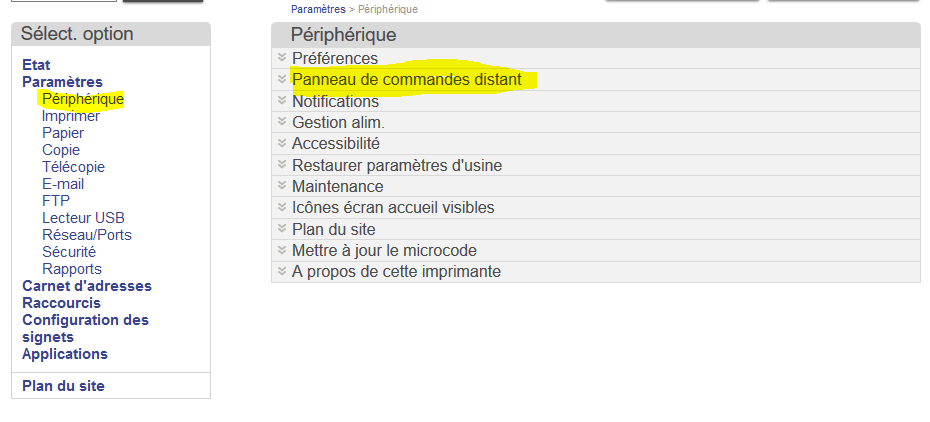 Paramètres > Périphérique
Sélect. option
Etat
Paramètres
Périphérique
Imprimer
Papier
Copie
Télécopie
E-mail
FTP
Lecteur USB
Réseau/Ports
Sécurité
Rapports
Carnet d'adresses
Raccourcis
Configuration des
signets
Applications
Plan du site
Périphérique
Préférences
Panneau de commandes distant
Notifications
Gestion alim.
Accessibilité
Restaurer paramètres d'usine
Maintenance
Icônes écran accueil visibles
Plan du site
Mettre à jour le microcode
A propos de cette imprimante